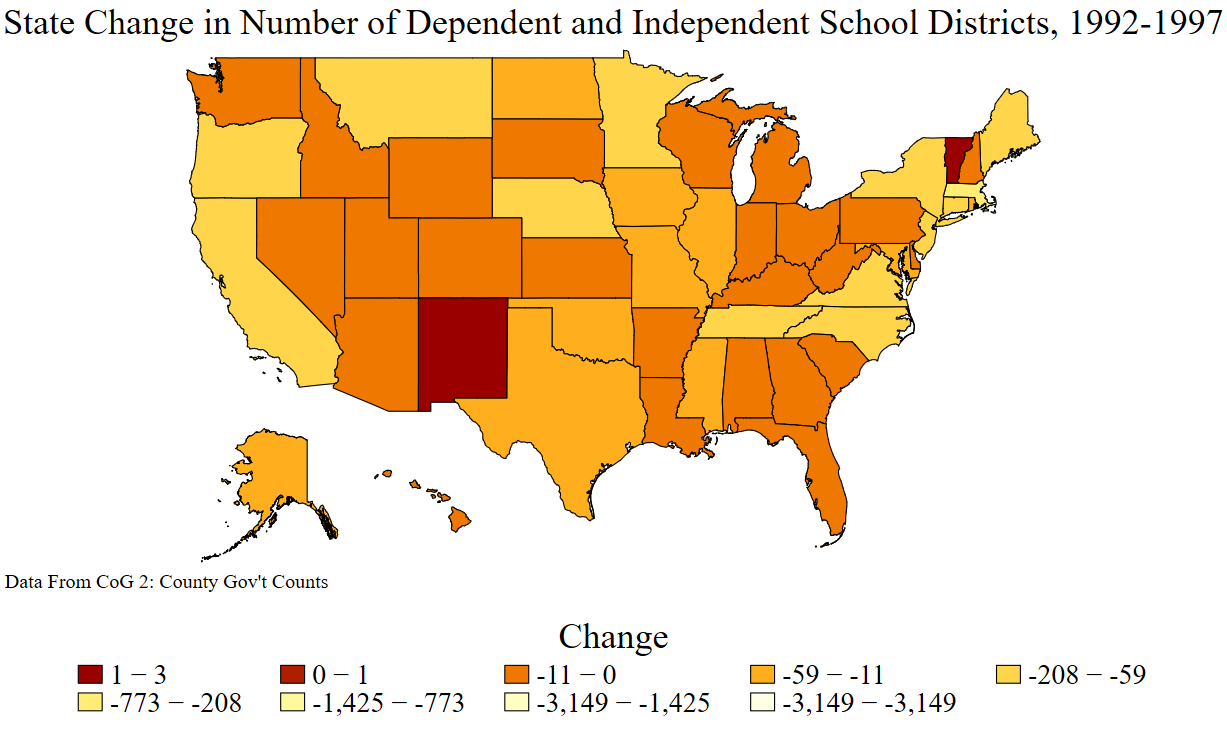 State Change in Number of Dependent and Independent School Districts, 1992-1997
Data From CoG 2: County Gov't Counts
Change
1 − 3 0 − 1 -11 − 0 -59 − -11 -208 − -59
-773 − -208 -1,425 − -773 -3,149 − -1,425 -3,149 − -3,149